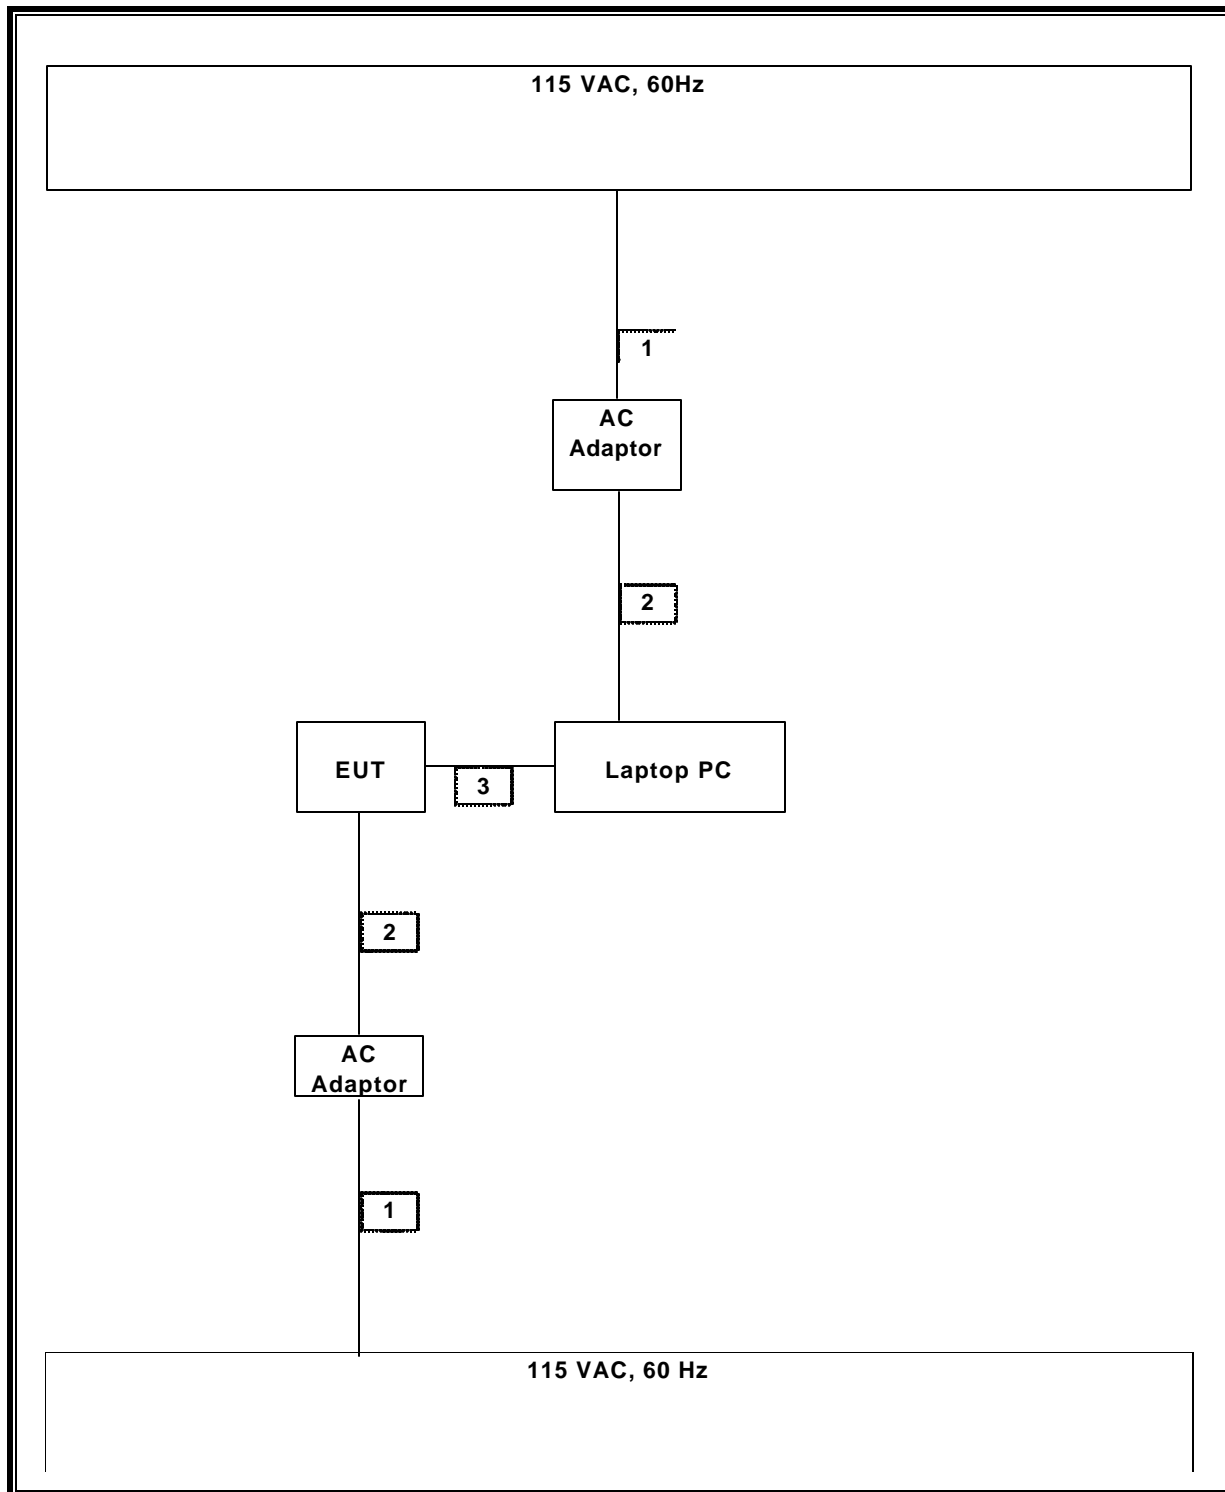 115 VAC, 60Hz
1
AC
Adaptor
2
EUT
Laptop PC
3
2
AC
Adaptor
1
115 VAC, 60 Hz